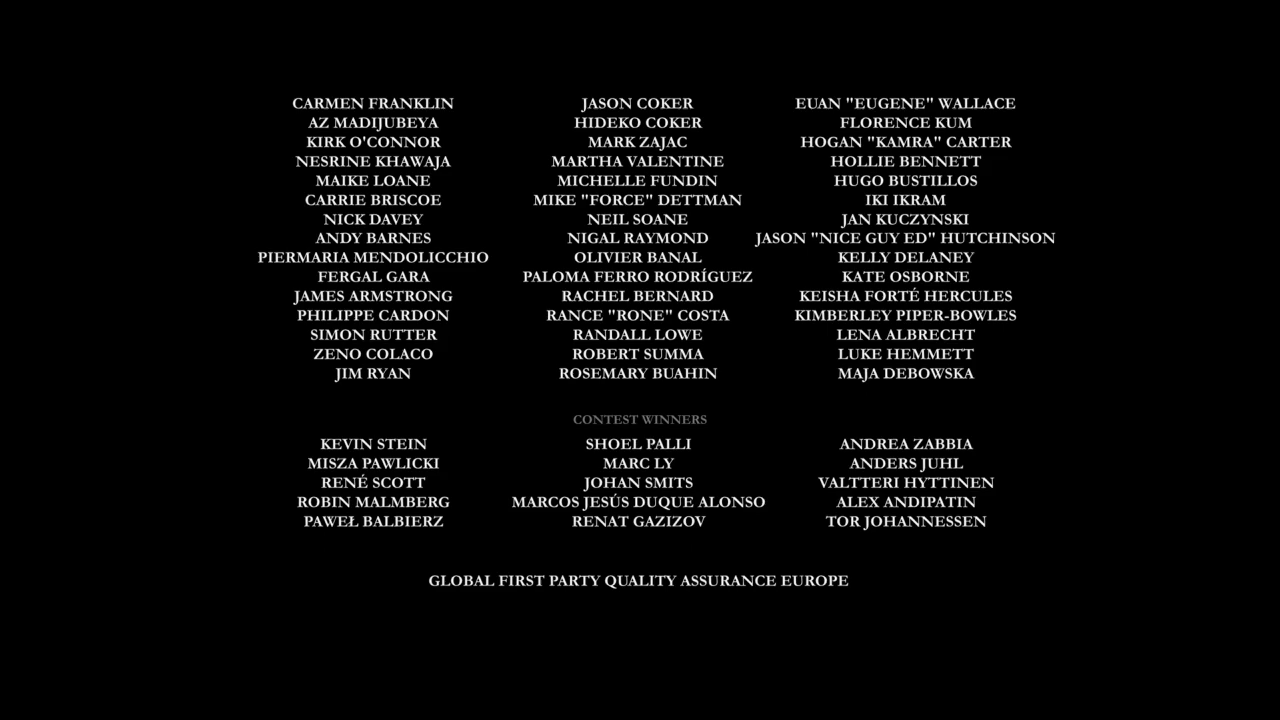 CARMEN FRANKLIN JASON COKER EUAN "EUGENE" WALLACE
AZ MADIJUBEYA HIDEKO COKER FLORENCE KUM
KIRK O'CONNOR MARK ZAJAC HOGAN "KAMRA" CARTER
NESRINE KHAWAJA MARTHA VALENTINE HOLLIE BENNETT
MAIKE LOANE MICHELLE FUNDIN HUGO BUSTILLOS
CARRIE BRISCOE MIKE "FORCE" DETTMAN IKI IKRAM
NICK DAVEY NEIL SOANE JAN KUCZYNSKI
ANDY BARNES NIGAL RAYMOND JASON "NICE GUY ED" HUTCHINSON
PIERMARIA MENDOLICCHIO OLIVIER BANAL KELLY DELANEY
FERGAL GARA PALOMA FERRO RODRÍGUEZ KATE OSBORNE
JAMES ARMSTRONG RACHEL BERNARD KEISHA FORTÉ HERCULES
PHILIPPE CARDON RANCE "RONE" COSTA KIMBERLEY PIPER-BOWLES
SIMON RUTTER RANDALL LOWE LENA ALBRECHT
ZENO COLACO ROBERT SUMMA LUKE HEMMETT
JIM RYAN ROSEMARY BUAHIN MAJA DEBOWSKA
CONTEST WINNERS
KEVIN STEIN SHOEL PALLI ANDREA ZABBIA
MISZA PAWLICKI MARC LY ANDERS JUHL
RENÉ SCOTT JOHAN SMITS VALTTERI HYTTINEN
ROBIN MALMBERG MARCOS JESÚS DUQUE ALONSO ALEX ANDIPATIN
PAWEŁ BALBIERZ RENAT GAZIZOV TOR JOHANNESSEN
GLOBAL FIRST PARTY QUALITY ASSURANCE EUROPE